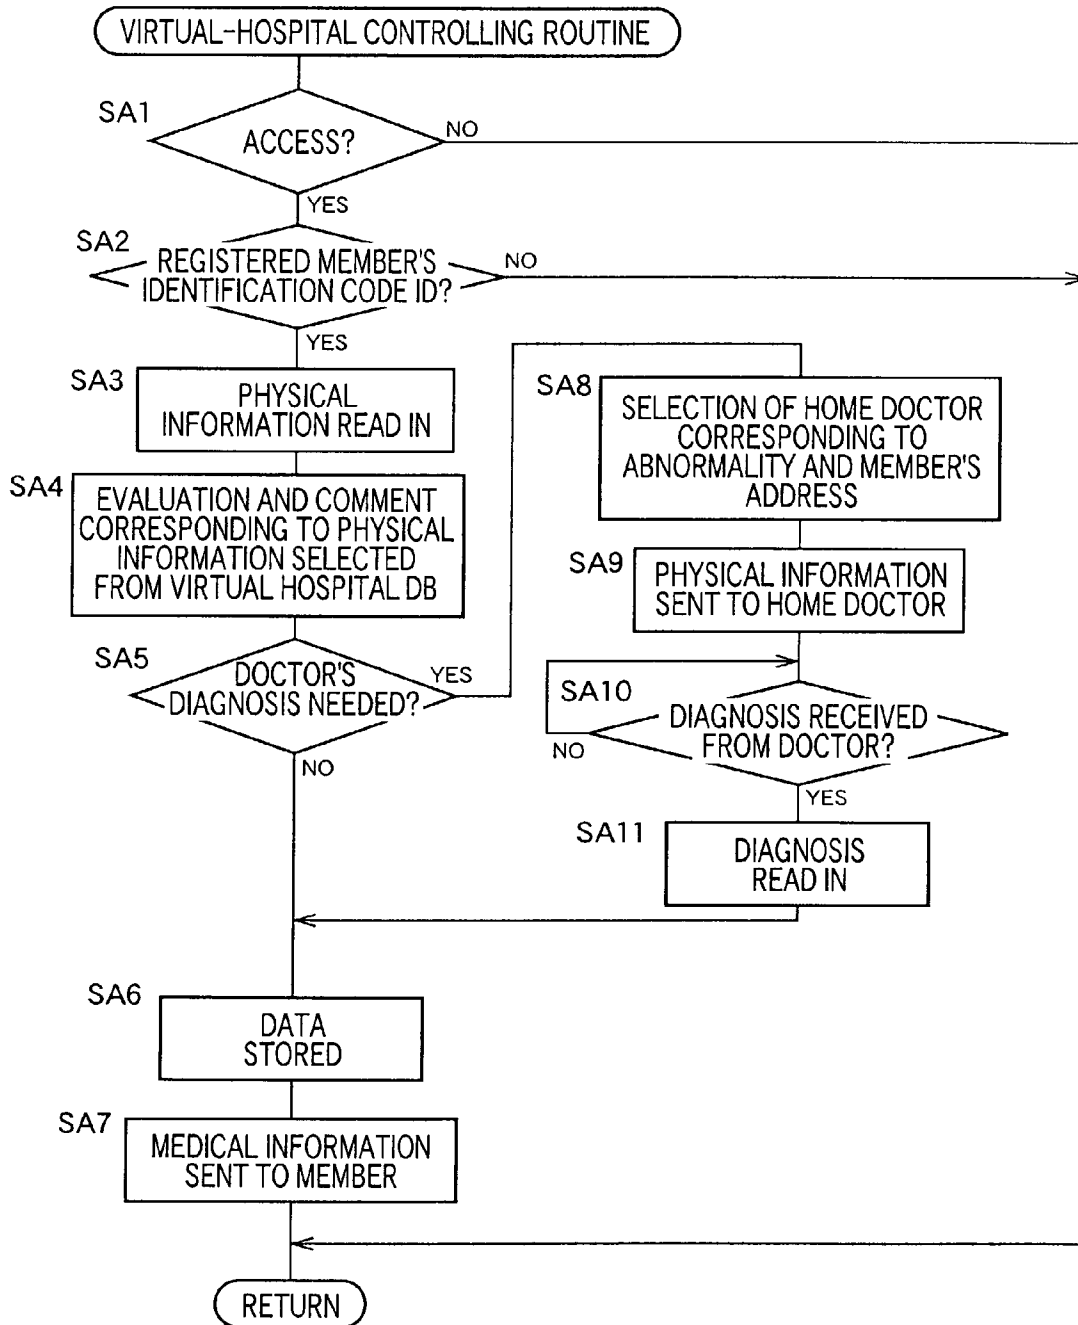 VIRTUAL-HOSPITAL CONTROLLING ROUTINE
SA1
ACCESS?
NO
YES
SA2
REGISTERED MEMBER'S
IDENTIFICATION CODE ID?
NO
YES
SA3
PHYSICAL
INFORMATION READ IN
SA4
EVALUATION AND COMMENT
CORRESPONDING TO PHYSICAL
INFORMATION SELECTED
FROM VIRTUAL HOSPITAL DB
SA5
DOCTOR'S
DIAGNOSIS NEEDED?
YES
NO
SA8
SELECTION OF HOME DOCTOR
CORRESPONDING TO
ABNORMALITY AND MEMBER'S
ADDRESS
SA9
PHYSICAL INFORMATION
SENT TO HOME DOCTOR
SA10
DIAGNOSIS RECEIVED
FROM DOCTOR?
NO
YES
SA11
DIAGNOSIS
READ IN
SA6
DATA
STORED
SA7
MEDICAL INFORMATION
SENT TO MEMBER
RETURN